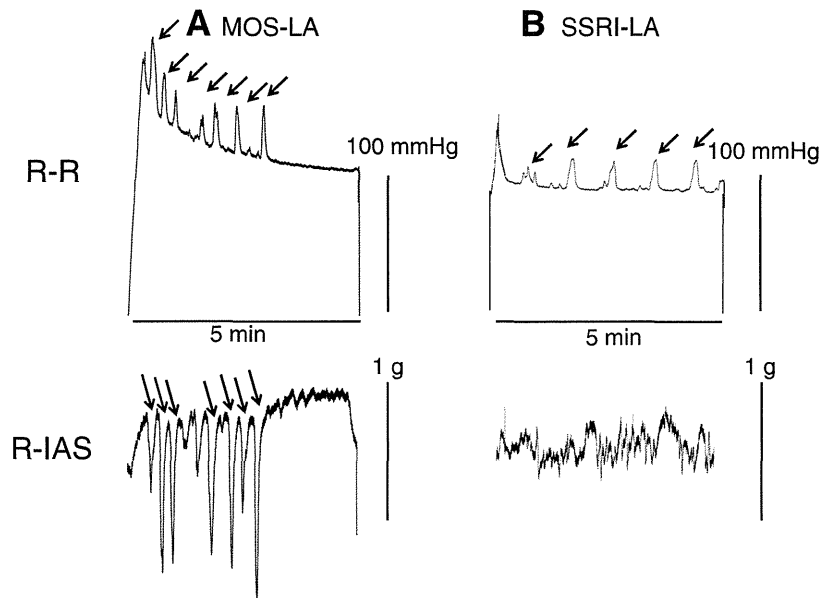 A MOS-LA
B SSRI-LA
R-R
100 mmHg
100 mmHg
5 min
5 min
R-IAS
1 g
1 g